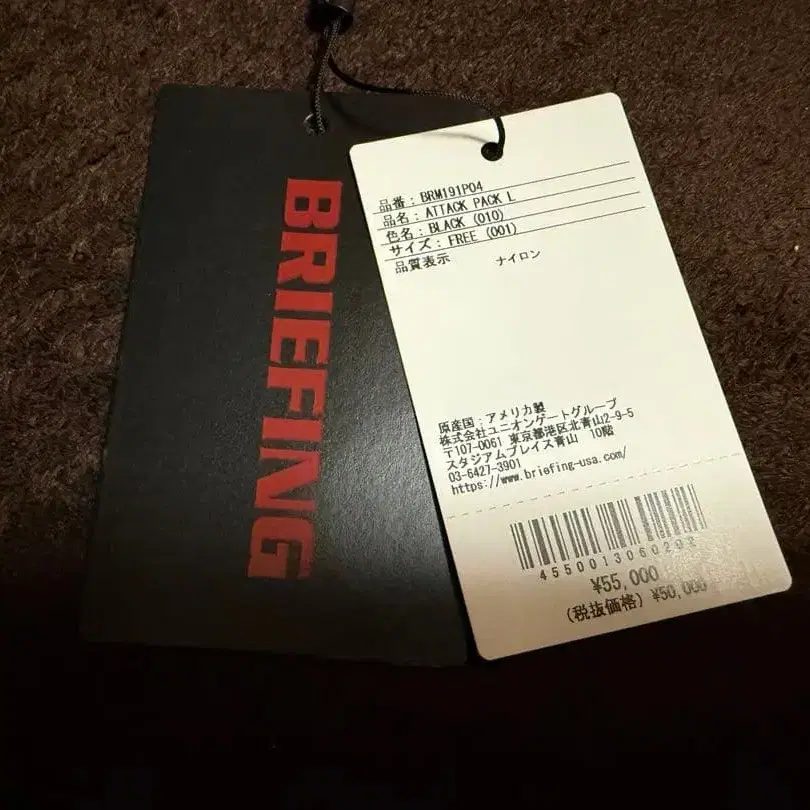 BRIEFING
品番：BRM191P04
品名：ATTACK PACK L
色名：BLACK (010)
サイズ：FREE (001)
品質表示 ナイロン
原産国：アメリカ製
株式会社ユニオンゲートグループ
〒107-0061 東京都港区北青山2-9-5
スタジアムプレイス青山 10階
03-6427-3901
https://www.briefing-usa.com/
¥55,000
(税抜価格) ¥50,000